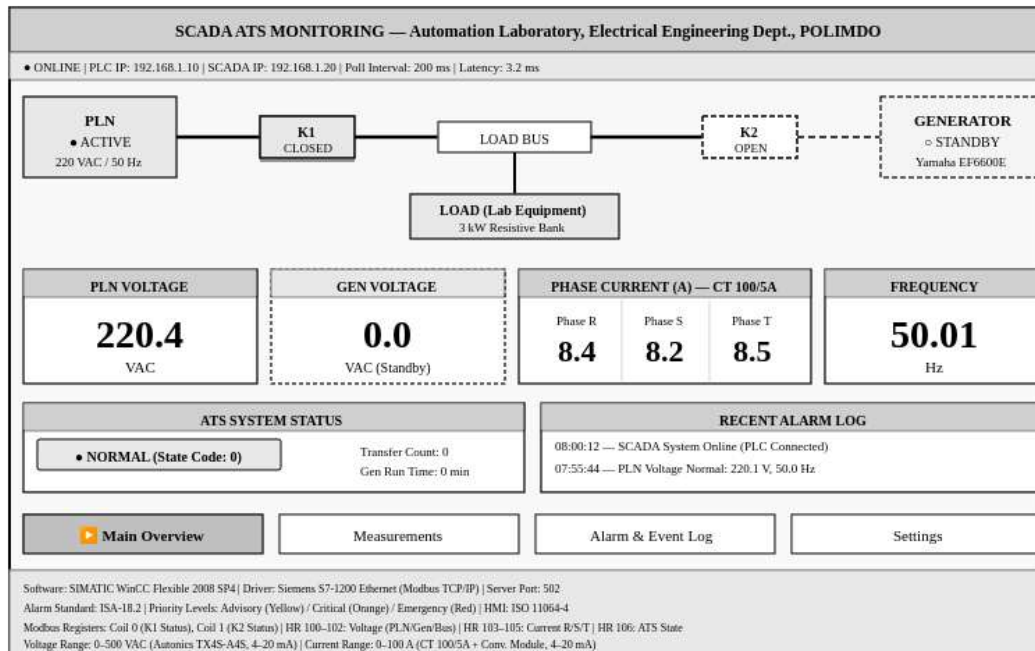 SCADA ATS MONITORING — Automation Laboratory, Electrical Engineering Dept., POLIMDO
● ONLINE | PLC IP: 192.168.1.10 | SCADA IP: 192.168.1.20 | Poll Interval: 200 ms | Latency: 3.2 ms
PLN
● ACTIVE
220 VAC / 50 Hz
K1
CLOSED
LOAD BUS
K2
OPEN
GENERATOR
○ STANDBY
Yamaha EF6600E
LOAD (Lab Equipment)
3 kW Resistive Bank
PLN VOLTAGE
220.4
VAC
GEN VOLTAGE
0.0
VAC (Standby)
PHASE CURRENT (A) — CT 100/5A
Phase R
Phase S
Phase T
8.4
8.2
8.5
FREQUENCY
50.01
Hz
ATS SYSTEM STATUS
● NORMAL (State Code: 0)
Transfer Count: 0
Gen Run Time: 0 min
RECENT ALARM LOG
08:00:12 — SCADA System Online (PLC Connected)
07:55:44 — PLN Voltage Normal: 220.1 V, 50.0 Hz
▶ Main Overview
Measurements
Alarm & Event Log
Settings
Software: SIMATIC WinCC Flexible 2008 SP4 | Driver: Siemens S7-1200 Ethernet (Modbus TCP/IP) | Server Port: 502
Alarm Standard: ISA-18.2 | Priority Levels: Advisory (Yellow) / Critical (Orange) / Emergency (Red) | HMI: ISO 11064-4
Modbus Registers: Coil 0 (K1 Status), Coil 1 (K2 Status) | HR 100–102: Voltage (PLN/Gen/Bus) | HR 103–105: Current R/S/T | HR 106: ATS State
Voltage Range: 0–500 VAC (Autonics TX4S-A4S, 4–20 mA) | Current Range: 0–100 A (CT 100/5A + Conv. Module, 4–20 mA)